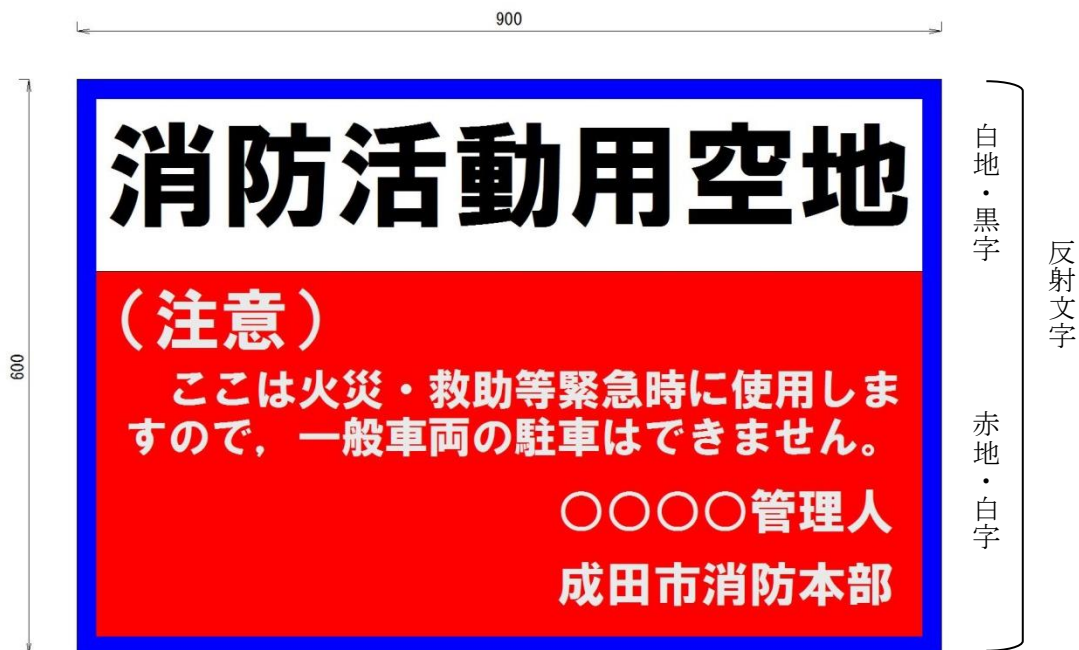 900
600
消防活動用空地
（注意）
ここは火災・救助等緊急時に使用しま
すので，一般車両の駐車はできません。
○○○○管理人
成田市消防本部
白地・黒字
赤地・白字
反射文字